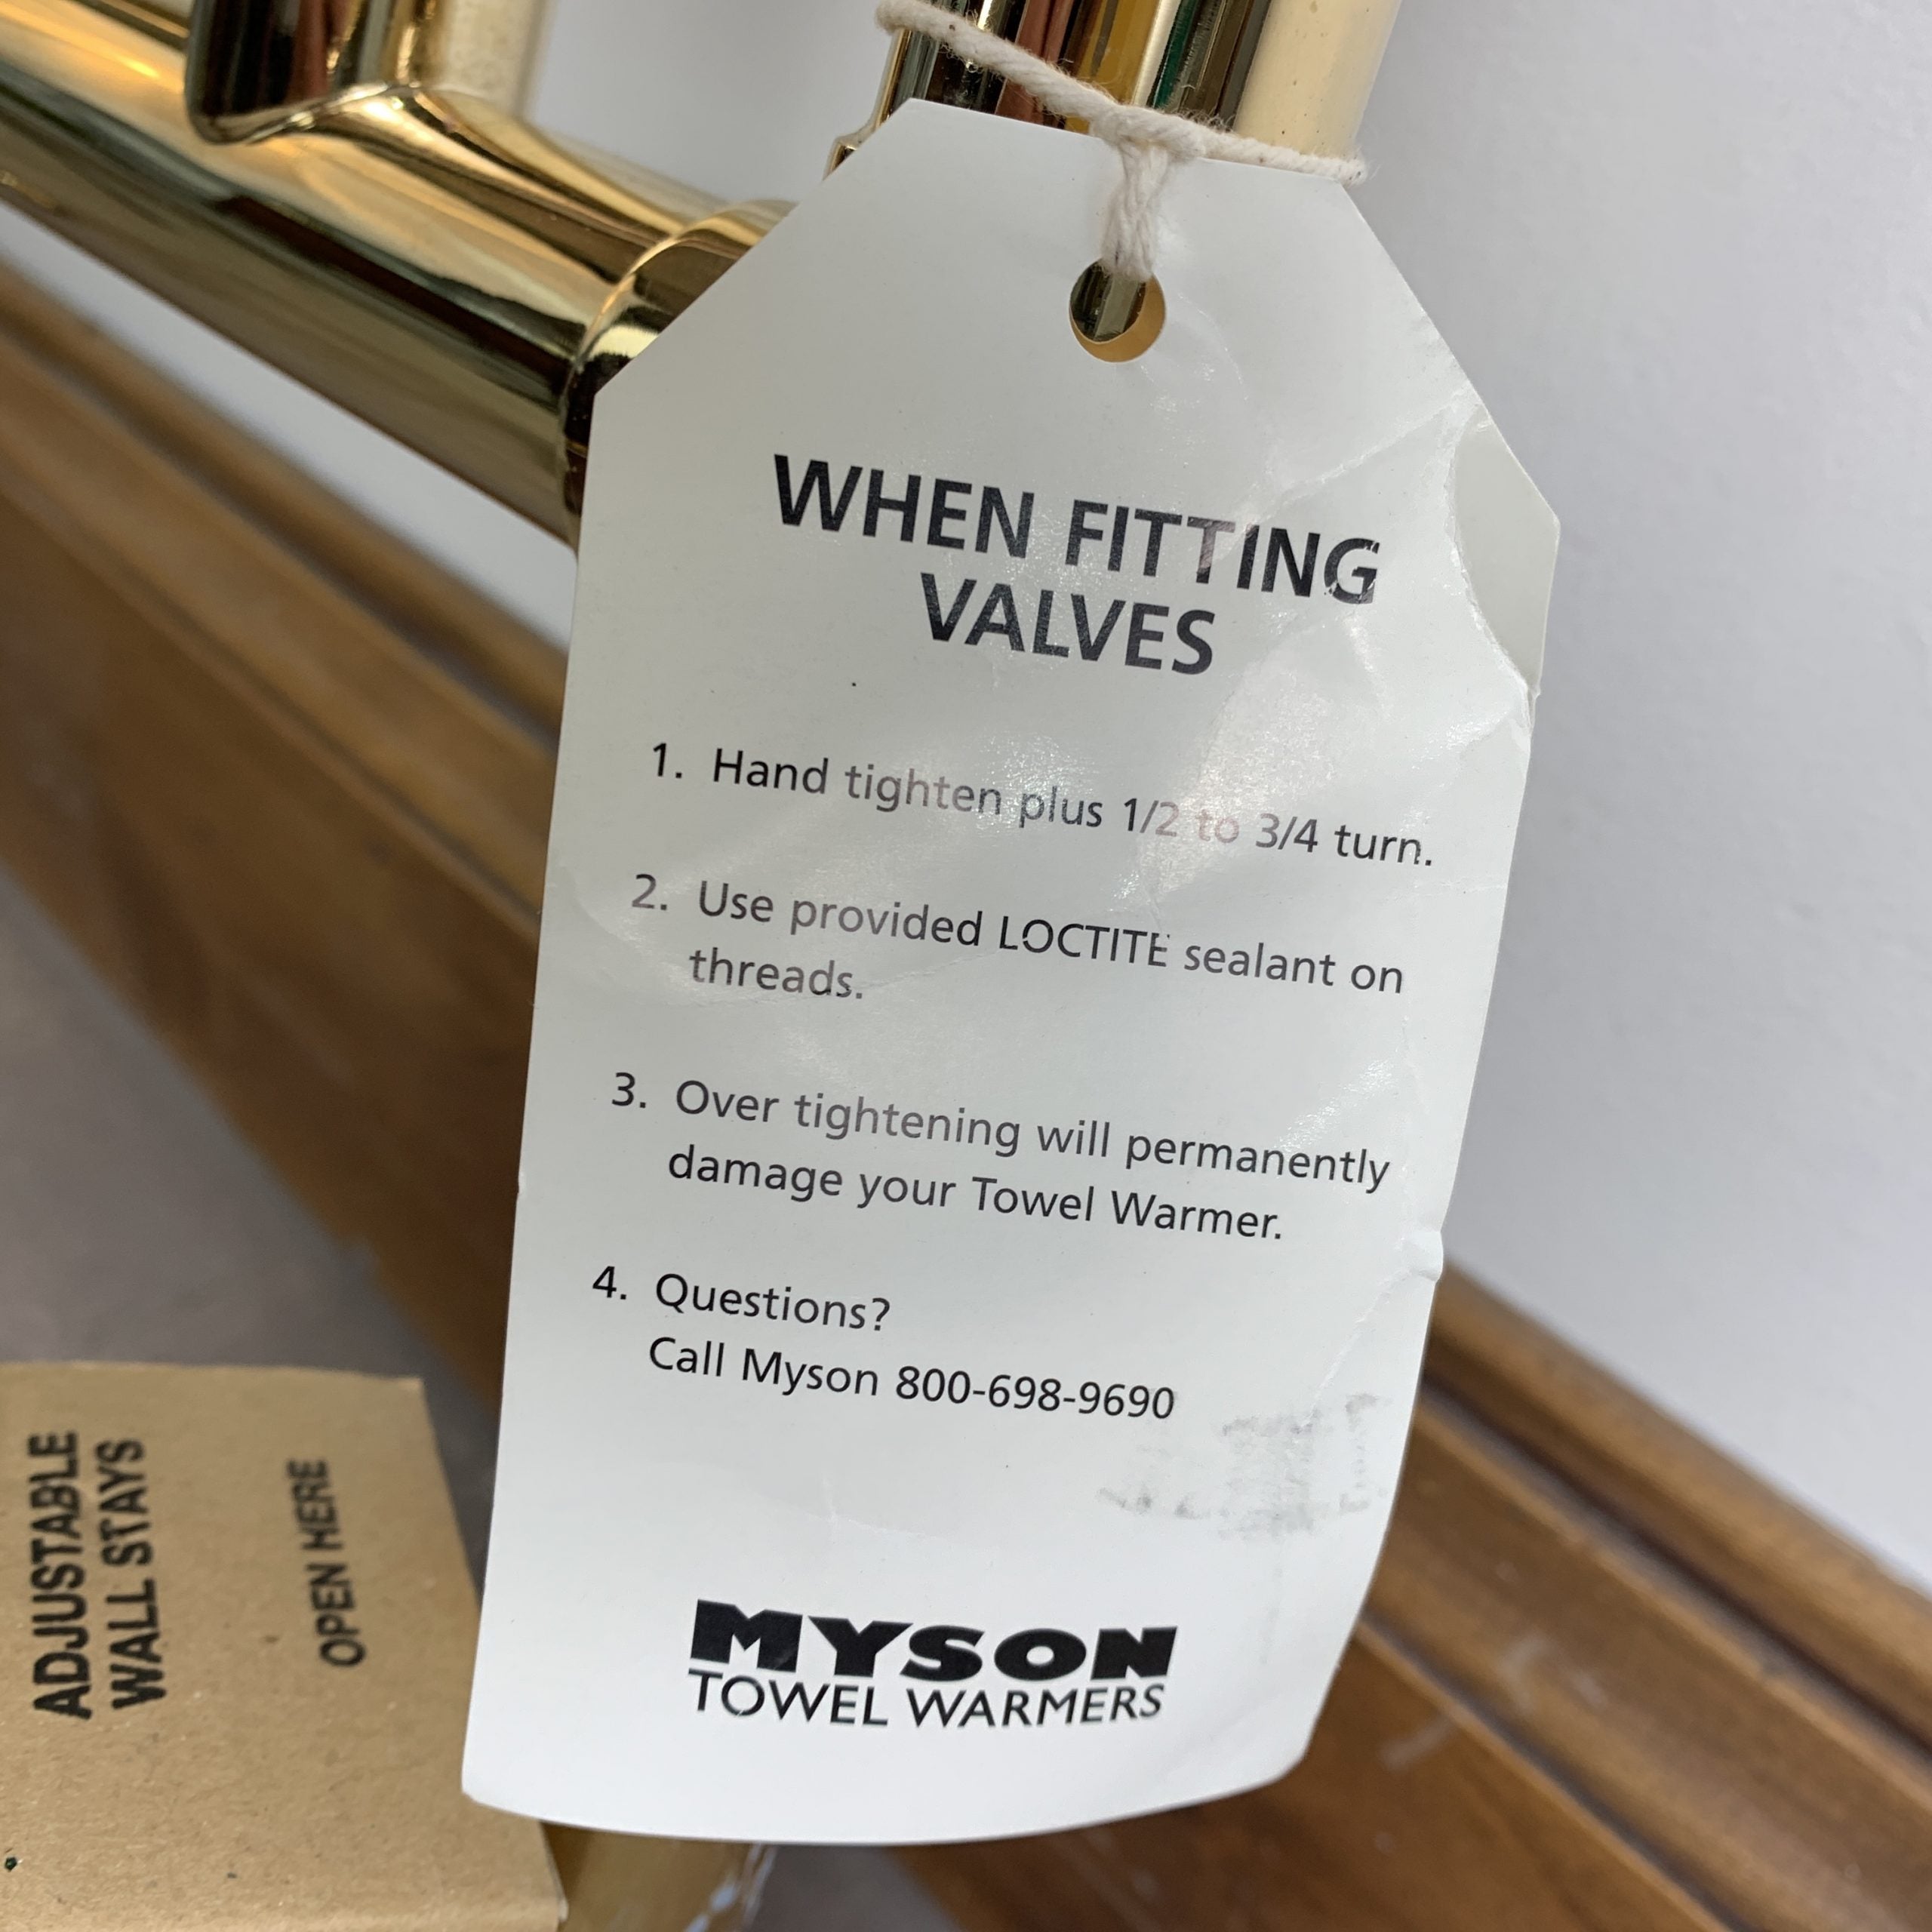 WHEN FITTING
VALVES
1. Hand tighten plus 1/2 to 3/4 turn.
2. Use provided LOCTITE sealant on
threads.
3. Over tightening will permanently
damage your Towel Warmer.
4. Questions?
Call Myson 800-698-9690
MYSON
TOWEL WARMERS
ADJUSTABLE
WALL STAYS
OPEN HERE